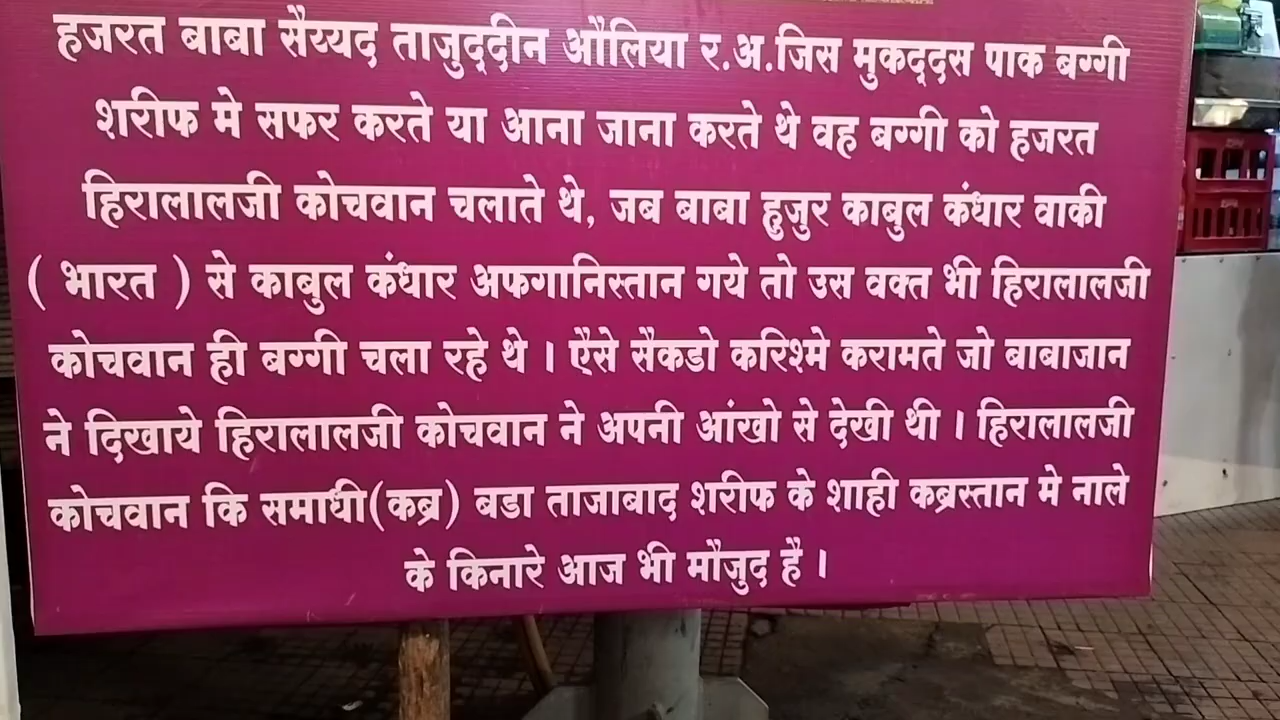 हजरत बाबा सैय्यद ताजुद्दीन औलिया र.अ.जिस मुकद्दस पाक बग्गी
शरीफ मे सफर करते या आना जाना करते थे वह बग्गी को हजरत
हिरालालजी कोचवान चलाते थे, जब बाबा हुजुर काबुल कंधार वाकी
( भारत ) से काबुल कंधार अफगानिस्तान गये तो उस वक्त भी हिरालालजी
कोचवान ही बग्गी चला रहे थे । एैसे सैकडो करिश्मे करामते जो बाबाजान
ने दिखाये हिरालालजी कोचवान ने अपनी आंखो से देखी थी । हिरालालजी
कोचवान कि समाधी(कब्र) बडा ताजाबाद शरीफ के शाही कब्रस्तान मे नाले
के किनारे आज भी मौजुद है ।